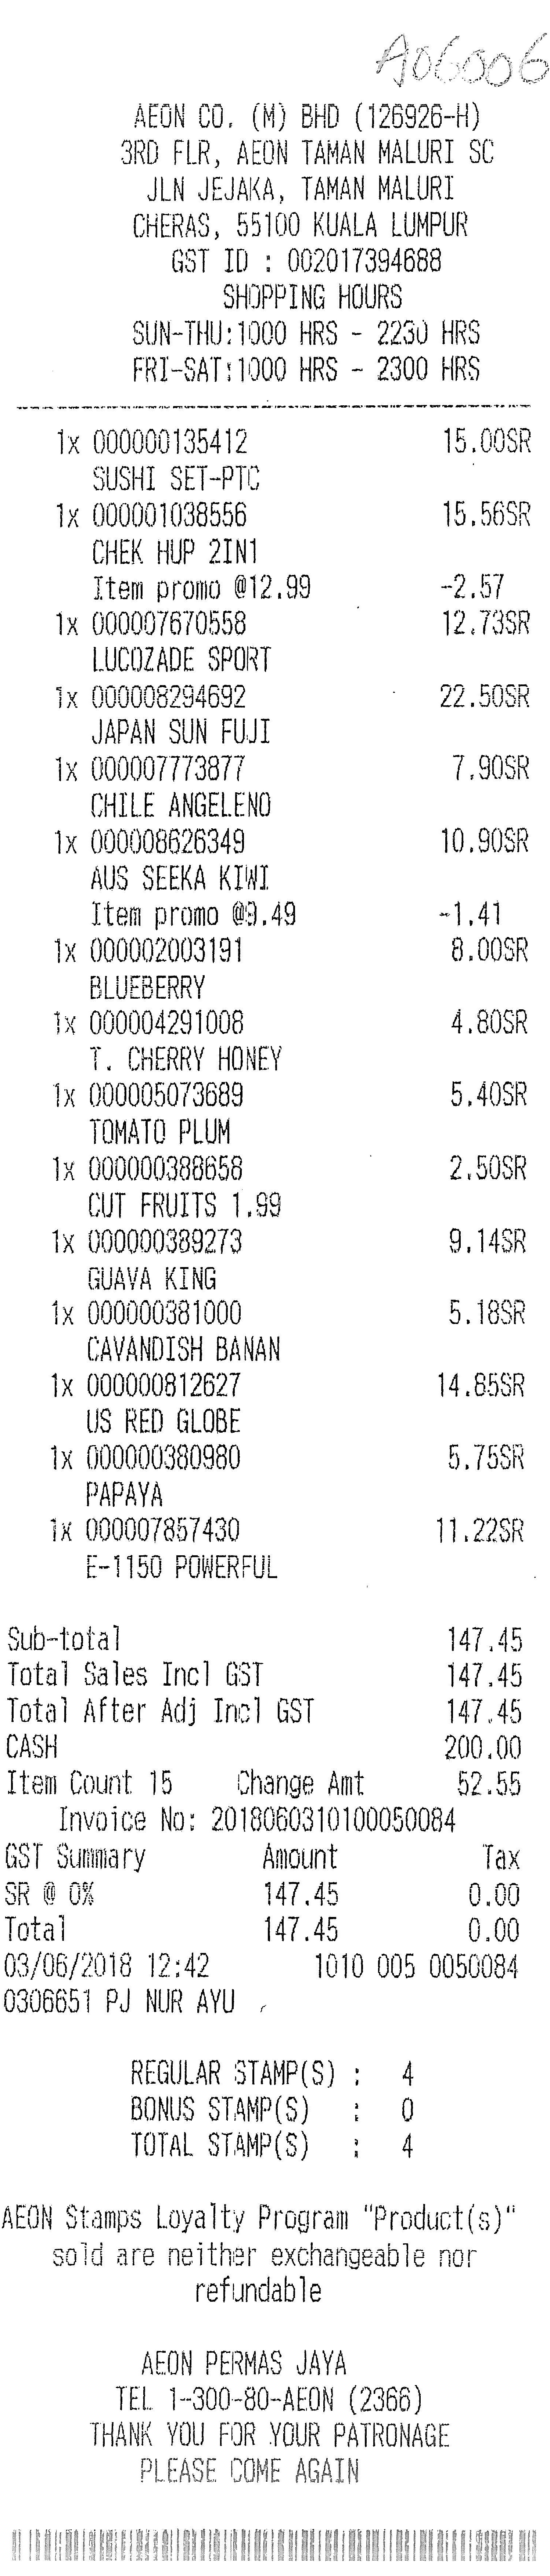 A06006
AEON CO. (M) BHD (126926-H)
3RD FLR, AEON TAMAN MALURI SC
JLN JEJAKA, TAMAN MALURI
CHERAS, 55100 KUALA LUMPUR
GST ID : 002017394688
SHOPPING HOURS
SUN-THU:1000 HRS - 2230 HRS
FRI-SAT:1000 HRS - 2300 HRS
1x 000000135412 15.00SR
SUSHI SET-PTC
1x 000001038556 15.56SR
CHEK HUP 2IN1
Item promo @12.99 -2.57
1x 000007670558 12.73SR
LUCOZADE SPORT
1x 000008294692 22.50SR
JAPAN SUN FUJI
1x 000007773877 7.90SR
CHILE ANGELENO
1x 000008626349 10.90SR
AUS SEEKA KIWI
Item promo @9.49 -1.41
1x 000002003191 8.00SR
BLUEBERRY
1x 000004291008 4.80SR
T. CHERRY HONEY
1x 000005073689 5.40SR
TOMATO PLUM
1x 000000388658 2.50SR
CUT FRUITS 1.99
1x 000000389273 9.14SR
GUAVA KING
1x 000000381000 5.18SR
CAVANDISH BANAN
1x 000000812627 14.85SR
US RED GLOBE
1x 000000380980 5.75SR
PAPAYA
1x 000007857430 11.22SR
E-1150 POWERFUL
Sub-total 147.45
Total Sales Incl GST 147.45
Total After Adj Incl GST 147.45
CASH 200.00
Item Count 15 Change Amt 52.55
Invoice No: 2018060310100050084
GST Summary Amount Tax
SR @ 0% 147.45 0.00
Total 147.45 0.00
03/06/2018 12:42 1010 005 0050084
0306651 PJ NUR AYU
REGULAR STAMP(S) : 4
BONUS STAMP(S) : 0
TOTAL STAMP(S) : 4
AEON Stamps Loyalty Program "Product(s)"
sold are neither exchangeable nor
refundable
AEON PERMAS JAYA
TEL 1-300-80-AEON (2366)
THANK YOU FOR YOUR PATRONAGE
PLEASE COME AGAIN